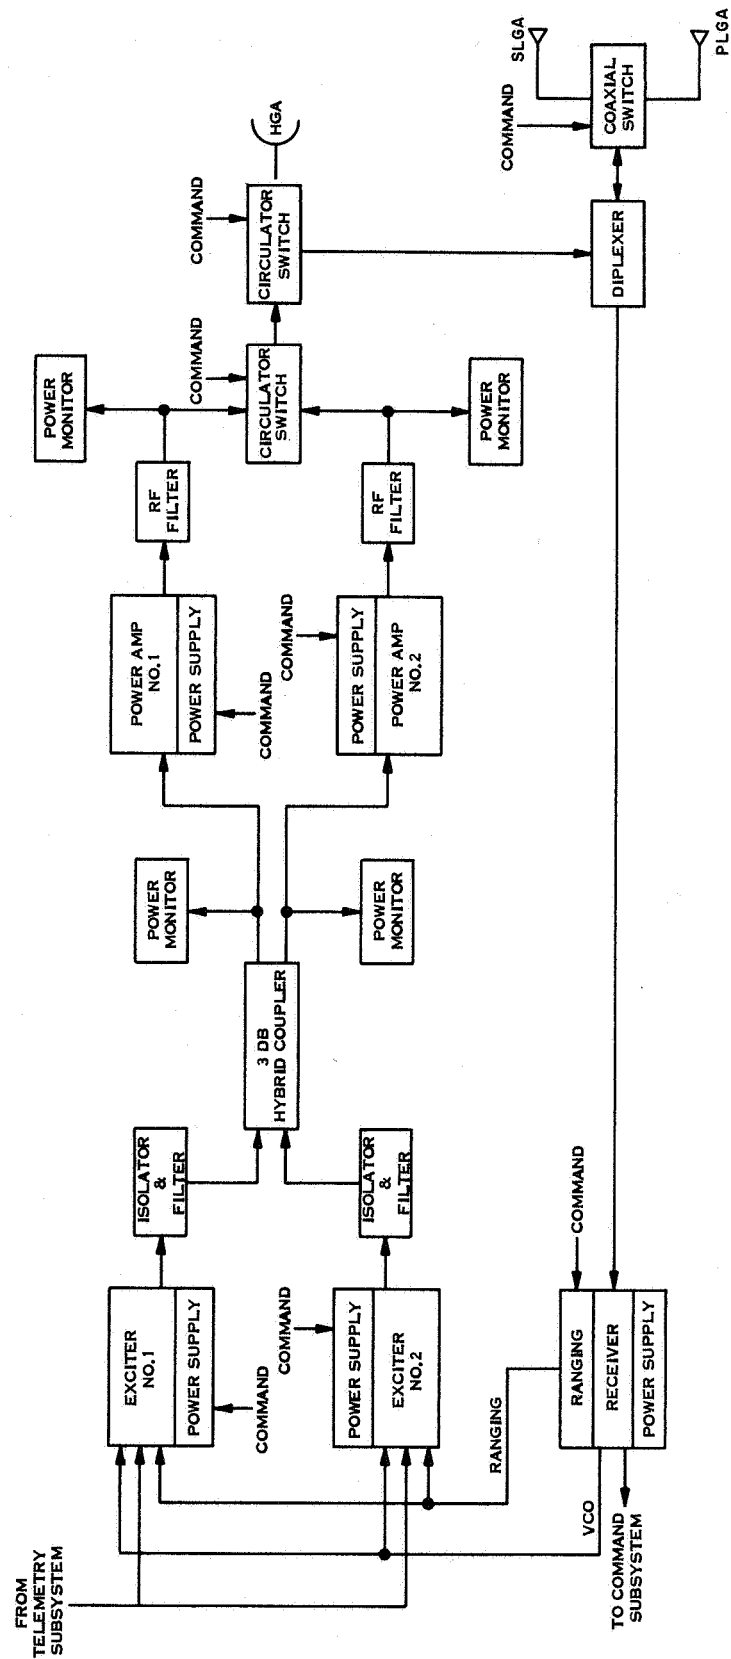 FROM
TELEMETRY
SUBSYSTEM
EXCITER
NO.1
POWER SUPPLY
COMMAND
ISOLATOR
&
FILTER
COMMAND
POWER SUPPLY
EXCITER
NO.2
ISOLATOR
&
FILTER
3 DB
HYBRID COUPLER
POWER
MONITOR
POWER
MONITOR
POWER AMP
NO.1
POWER SUPPLY
COMMAND
COMMAND
POWER SUPPLY
POWER AMP
NO.2
RF
FILTER
RF
FILTER
POWER
MONITOR
POWER
MONITOR
COMMAND
CIRCULATOR
SWITCH
COMMAND
CIRCULATOR
SWITCH
HGA
RANGING
VCO
TO COMMAND
SUBSYSTEM
COMMAND
RANGING
RECEIVER
POWER SUPPLY
DIPLEXER
COMMAND
COAXIAL
SWITCH
SLGA
PLGA